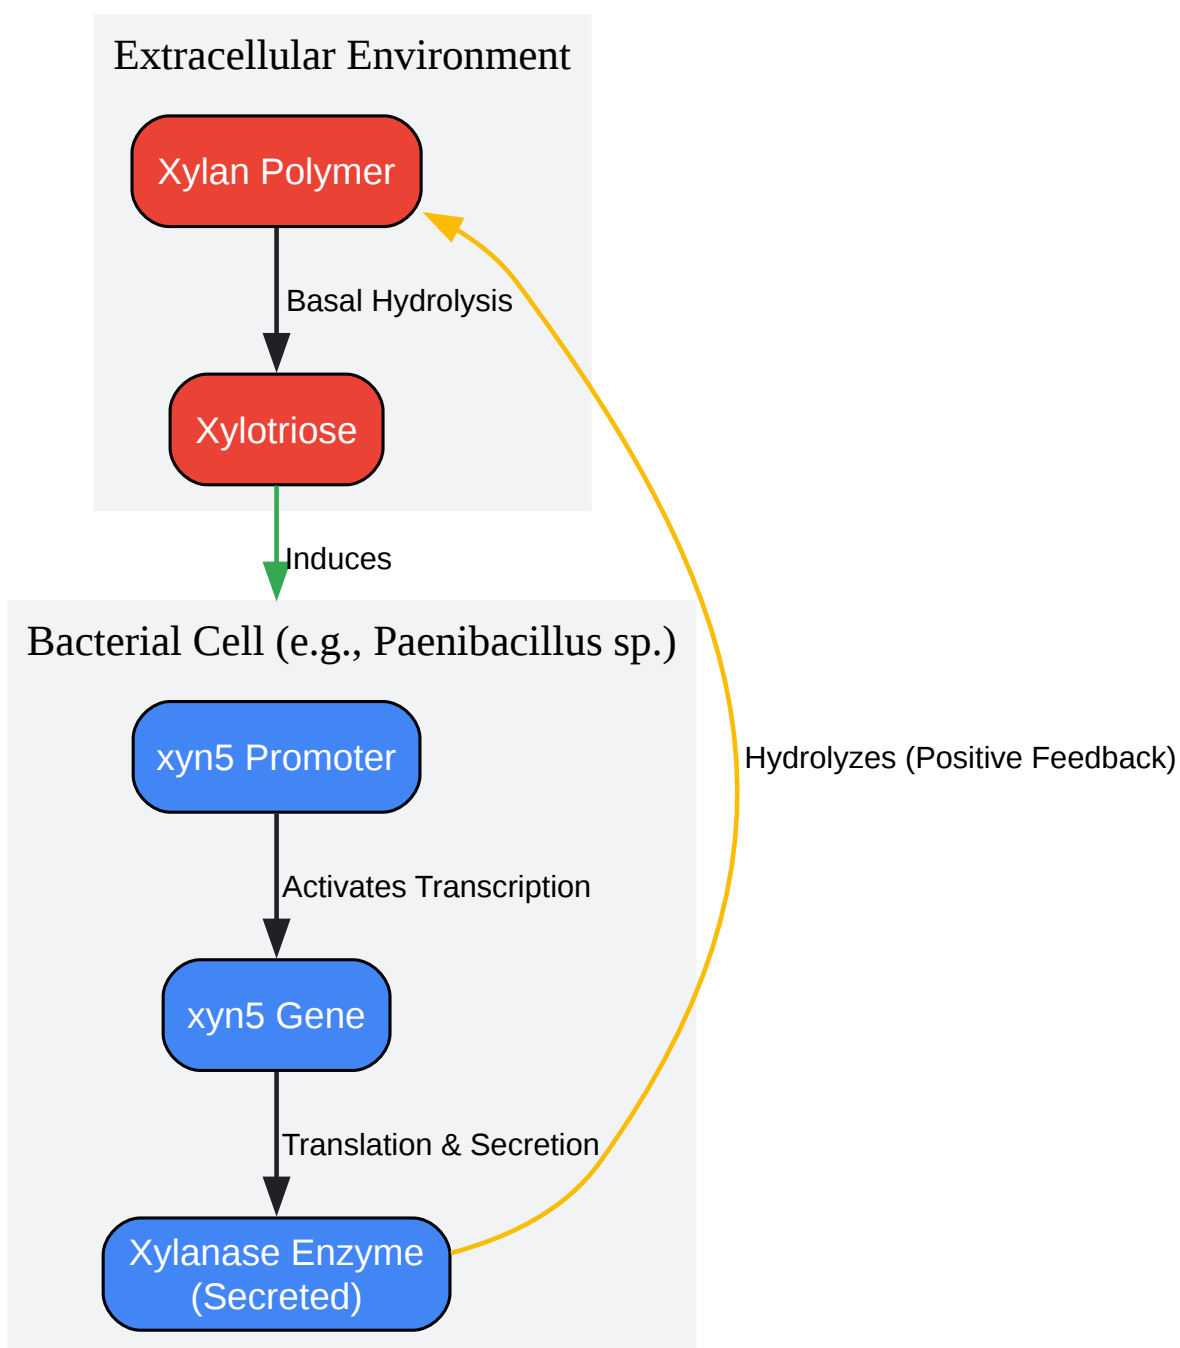 Extracellular Environment
Xylan Polymer
Basal Hydrolysis
Xylotriose
Induces
Bacterial Cell (e.g., Paenibacillus sp.)
xyn5 Promoter
Hydrolyzes (Positive Feedback)
Activates Transcription
xyn5 Gene
Translation & Secretion
Xylanase Enzyme
(Secreted)